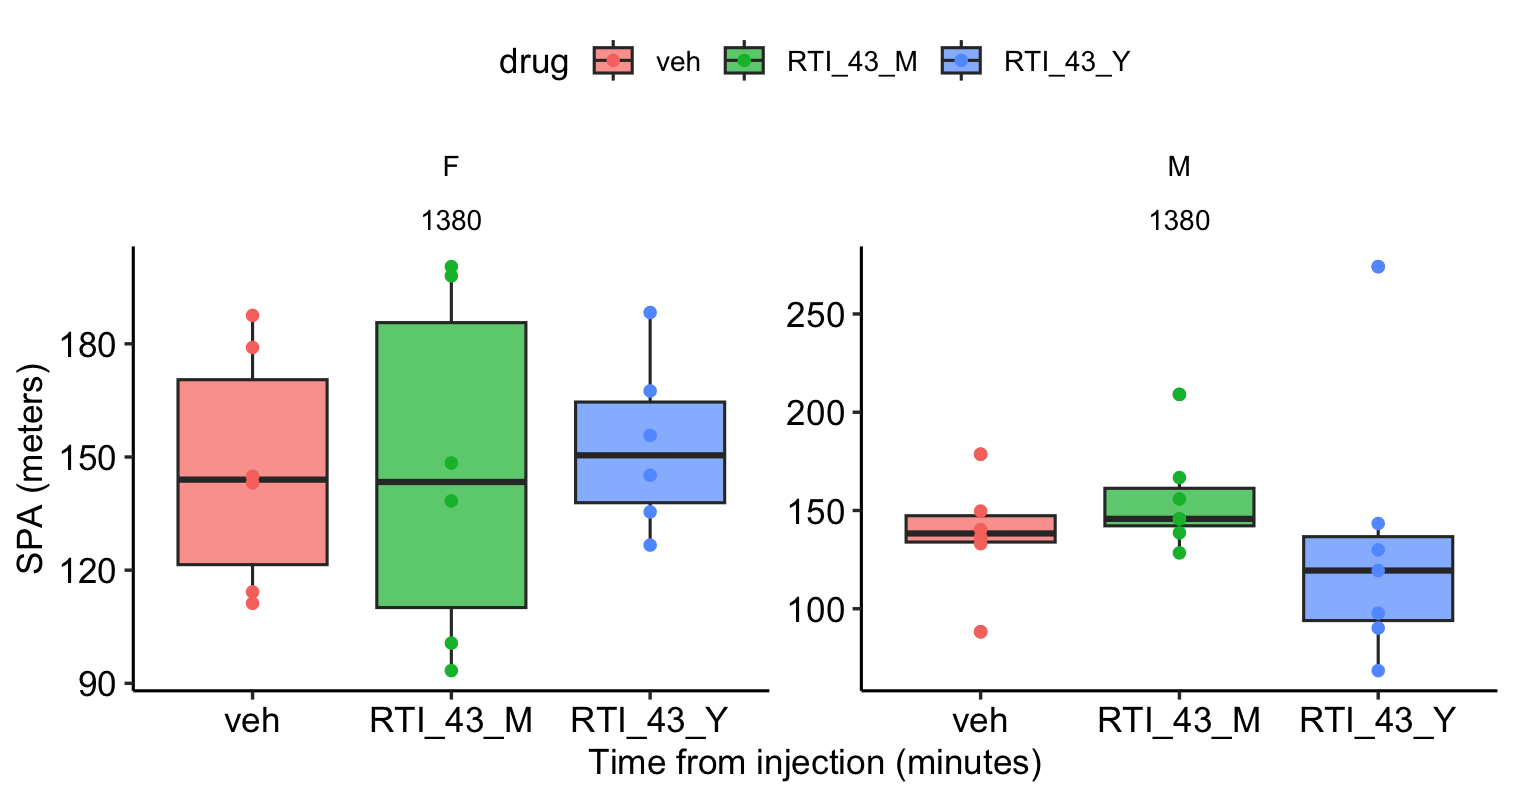 drug veh RTI_43_M RTI_43_Y
F M
1380 1380
SPA (meters)
180
150
120
90
250
200
150
100
veh RTI_43_M RTI_43_Y veh RTI_43_M RTI_43_Y
Time from injection (minutes)